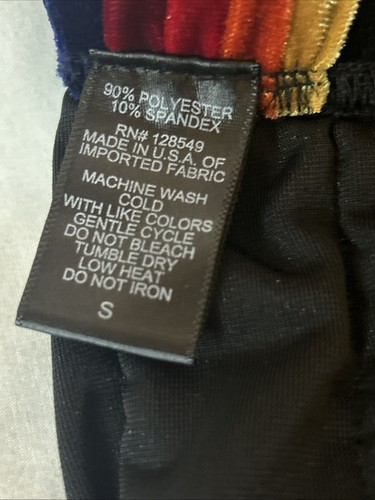 90% POLYESTER
10% SPANDEX
RN# 128549
MADE IN U.S.A. OF
IMPORTED FABRIC
MACHINE WASH
COLD
WITH LIKE COLORS
GENTLE CYCLE
DO NOT BLEACH
TUMBLE DRY
LOW HEAT
DO NOT IRON
S